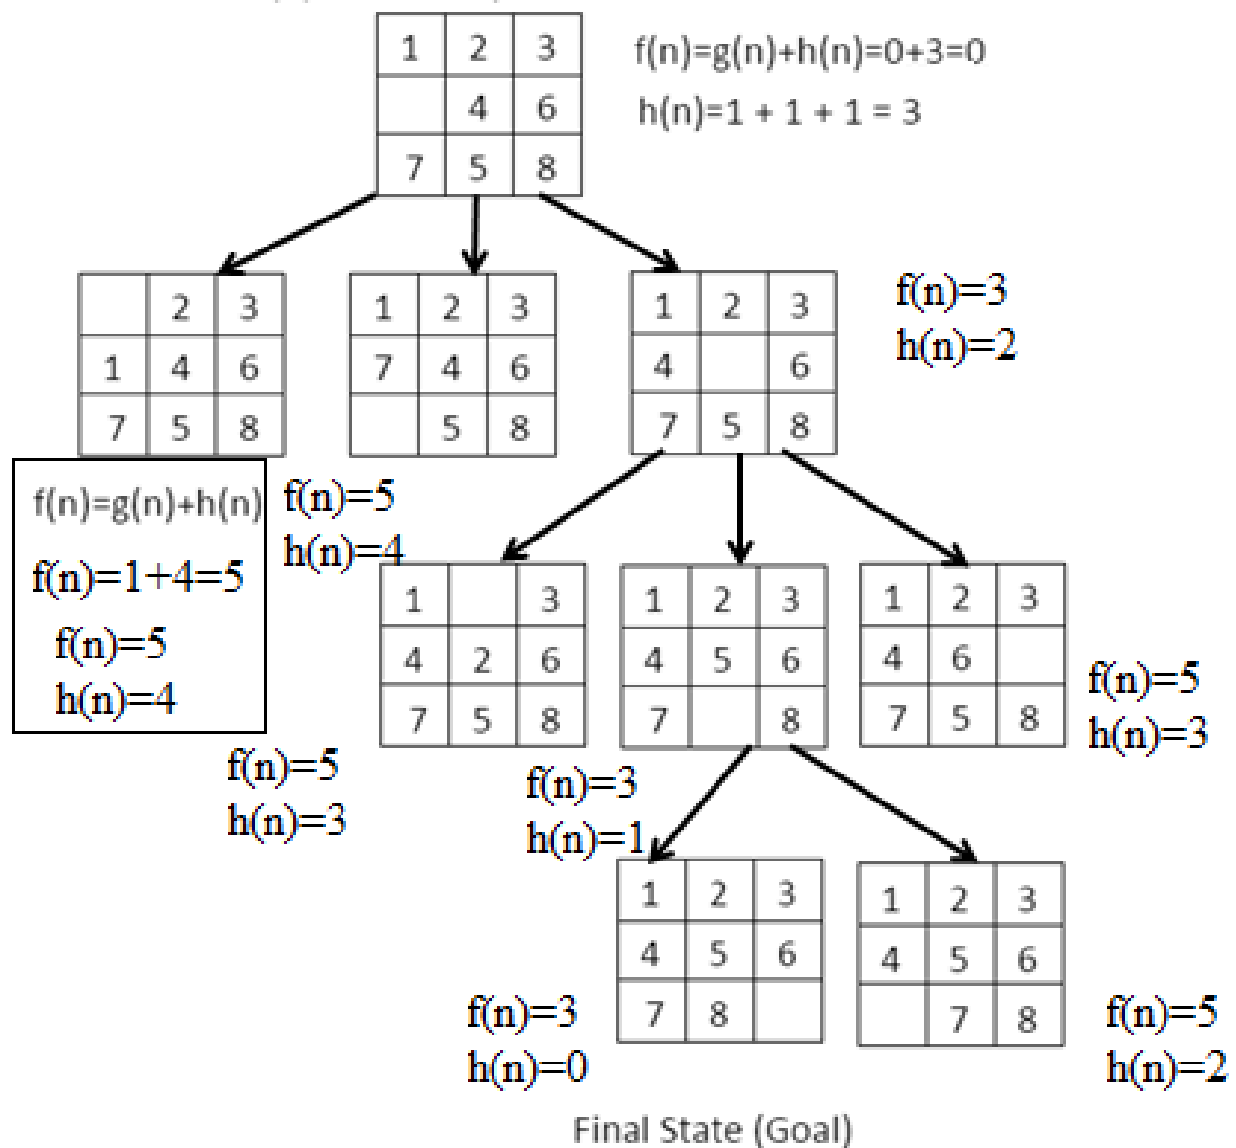 1 2 3
4 6
7 5 8
f(n)=g(n)+h(n)=0+3=0
h(n)=1 + 1 + 1 = 3
2 3
1 4 6
7 5 8
1 2 3
7 4 6
5 8
1 2 3
4 6
7 5 8
f(n)=3
h(n)=2
f(n)=g(n)+h(n)
f(n)=1+4=5
f(n)=5
h(n)=4
f(n)=5
h(n)=4
1 3
4 2 6
7 5 8
f(n)=5
h(n)=3
1 2 3
4 5 6
7 8
f(n)=3
h(n)=1
1 2 3
4 6
7 5 8
f(n)=5
h(n)=3
1 2 3
4 5 6
7 8
f(n)=3
h(n)=0
1 2 3
4 5 6
7 8
f(n)=5
h(n)=2
Final State (Goal)